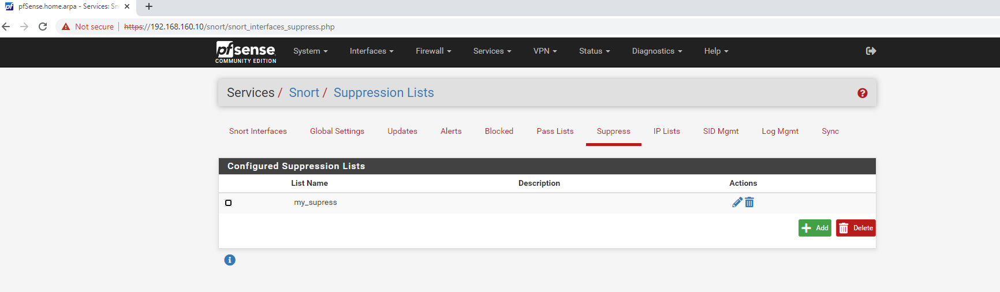 pfSense.home.arpa - Services: Sn
Not secure https://192.168.160.10/snort/snort_interfaces_suppress.php
pfsense
COMMUNITY EDITION
System Interfaces Firewall Services VPN Status Diagnostics Help
Services / Snort / Suppression Lists
Snort Interfaces Global Settings Updates Alerts Blocked Pass Lists Suppress IP Lists SID Mgmt Log Mgmt Sync
Configured Suppression Lists
List Name Description Actions
my_supress
Add Delete